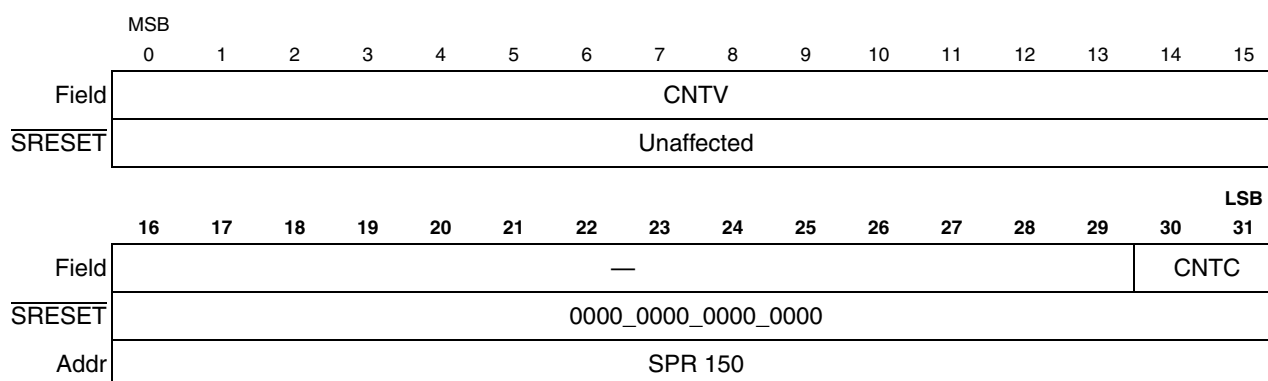 MSB
0 1 2 3 4 5 6 7 8 9 10 11 12 13 14 15
Field CNTV
SRESET Unaffected
LSB
16 17 18 19 20 21 22 23 24 25 26 27 28 29 30 31
Field — CNTC
SRESET 0000_0000_0000_0000
Addr SPR 150